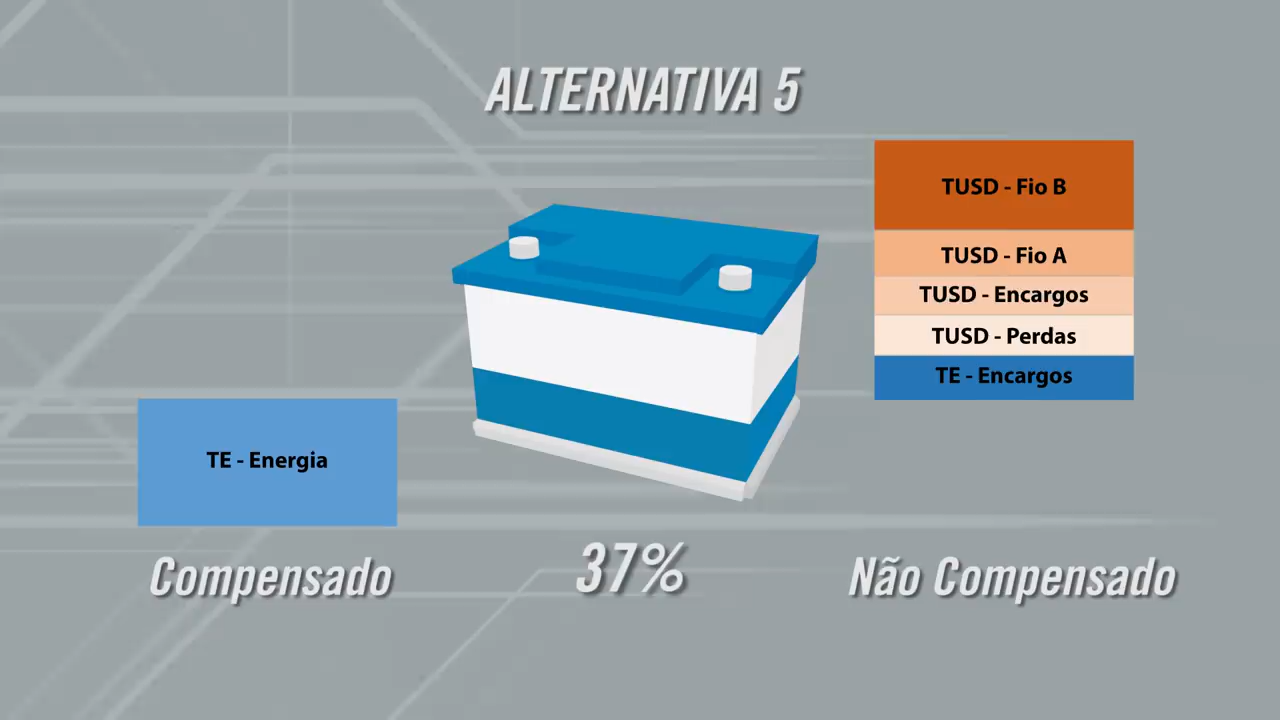 ALTERNATIVA 5
TUSD - Fio B
TUSD - Fio A
TUSD - Encargos
TUSD - Perdas
TE - Encargos
TE - Energia
Compensado
37%
Não Compensado